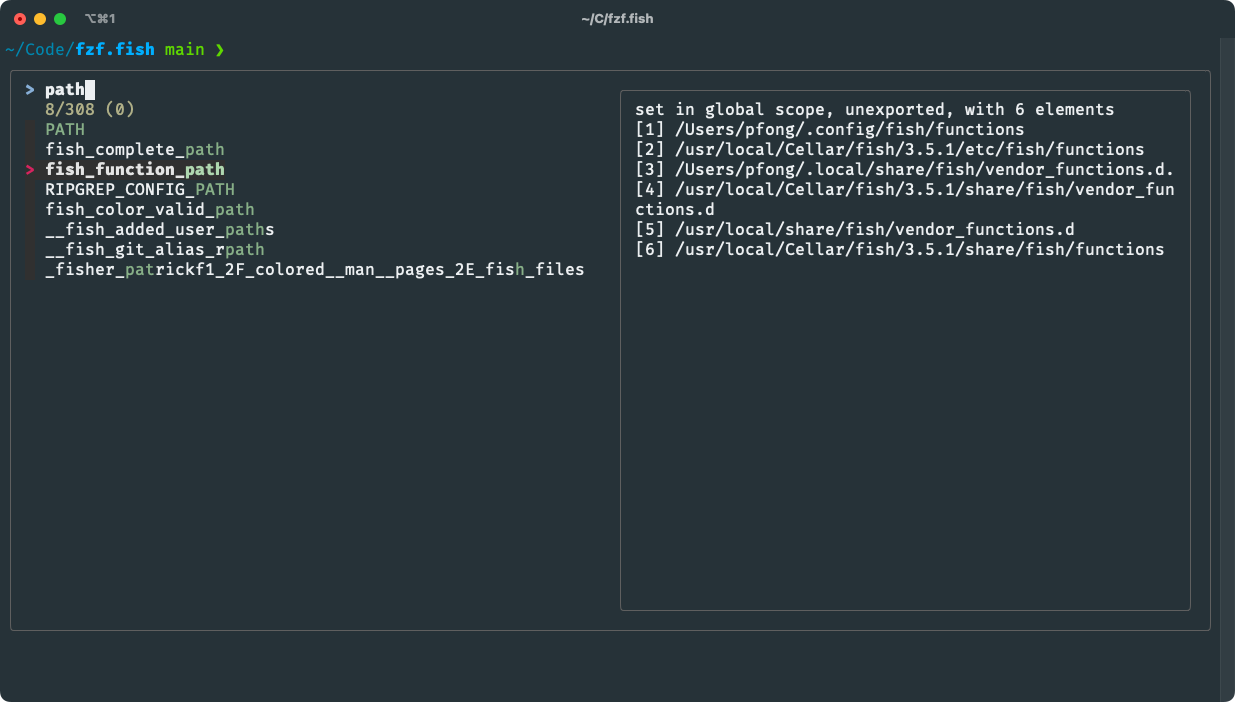 ⌥⌘1
~/C/fzf.fish
~/Code/fzf.fish main ❯
> path
8/308 (0)
PATH
fish_complete_path
> fish_function_path
RIPGREP_CONFIG_PATH
fish_color_valid_path
__fish_added_user_paths
__fish_git_alias_rpath
_fisher_patrickf1_2F_colored__man__pages_2E_fish_files
set in global scope, unexported, with 6 elements
[1] /Users/pfong/.config/fish/functions
[2] /usr/local/Cellar/fish/3.5.1/etc/fish/functions
[3] /Users/pfong/.local/share/fish/vendor_functions.d.
[4] /usr/local/Cellar/fish/3.5.1/share/fish/vendor_fun
ctions.d
[5] /usr/local/share/fish/vendor_functions.d
[6] /usr/local/Cellar/fish/3.5.1/share/fish/functions